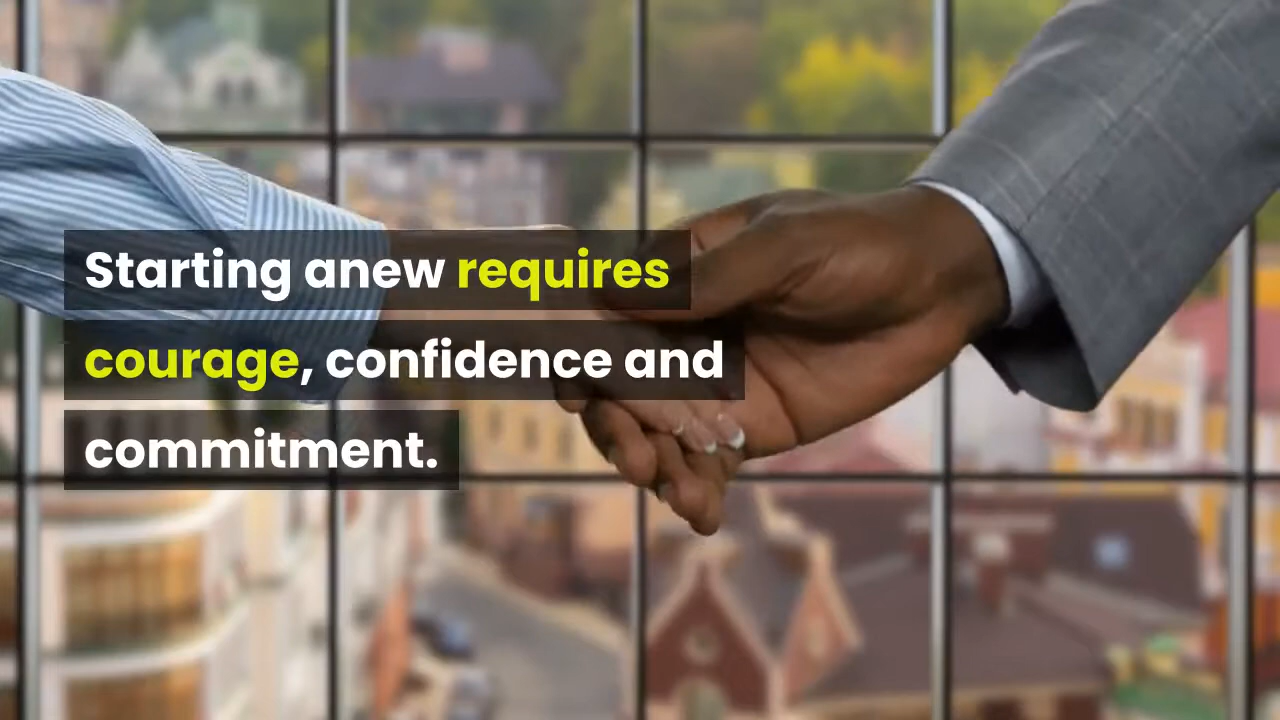 Starting anew requires
courage, confidence and
commitment.